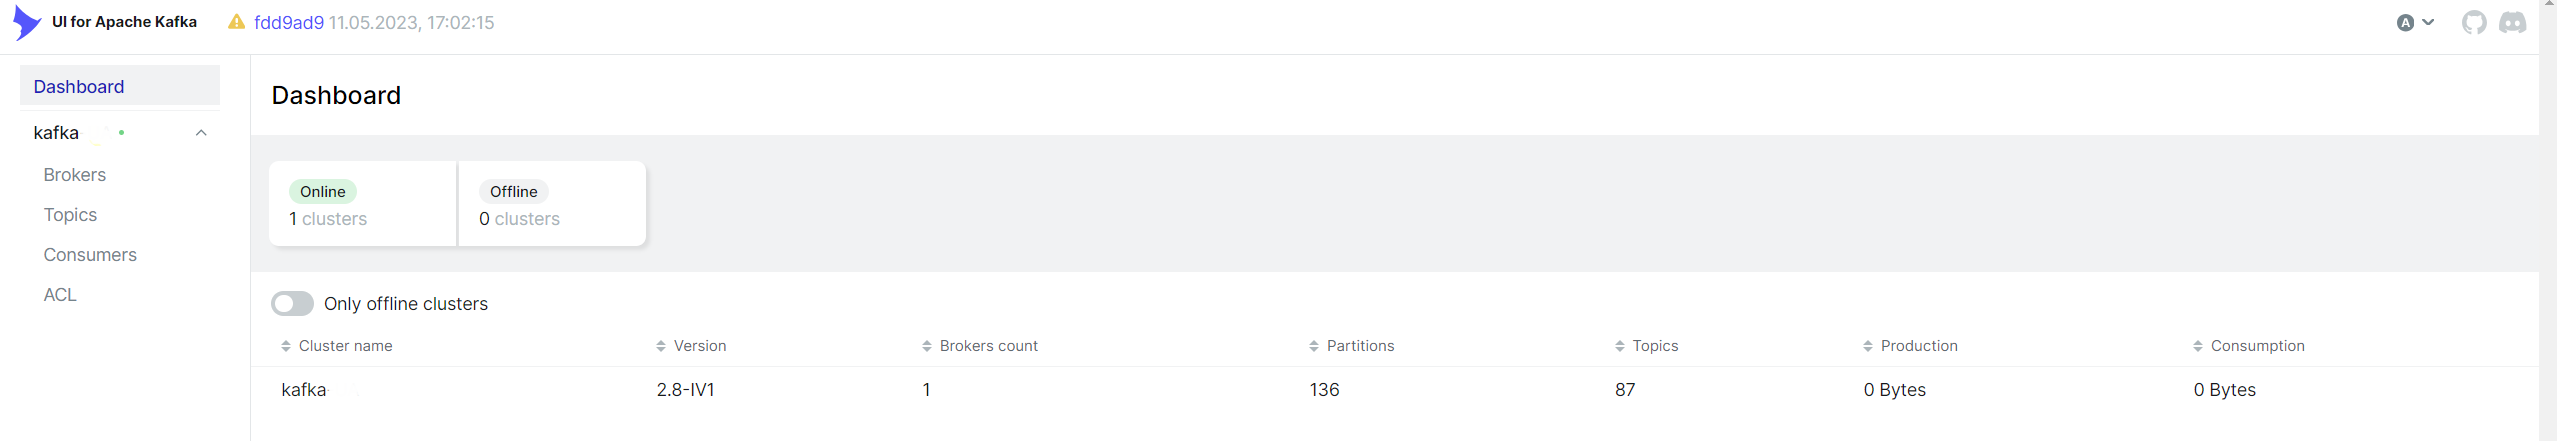 UI for Apache Kafka fdd9ad9 11.05.2023, 17:02:15 A
Dashboard
kafka
Brokers
Topics
Consumers
ACL
Dashboard
Online Offline
1 clusters 0 clusters
Only offline clusters
Cluster name Version Brokers count Partitions Topics Production Consumption
kafka 2.8-IV1 1 136 87 0 Bytes 0 Bytes